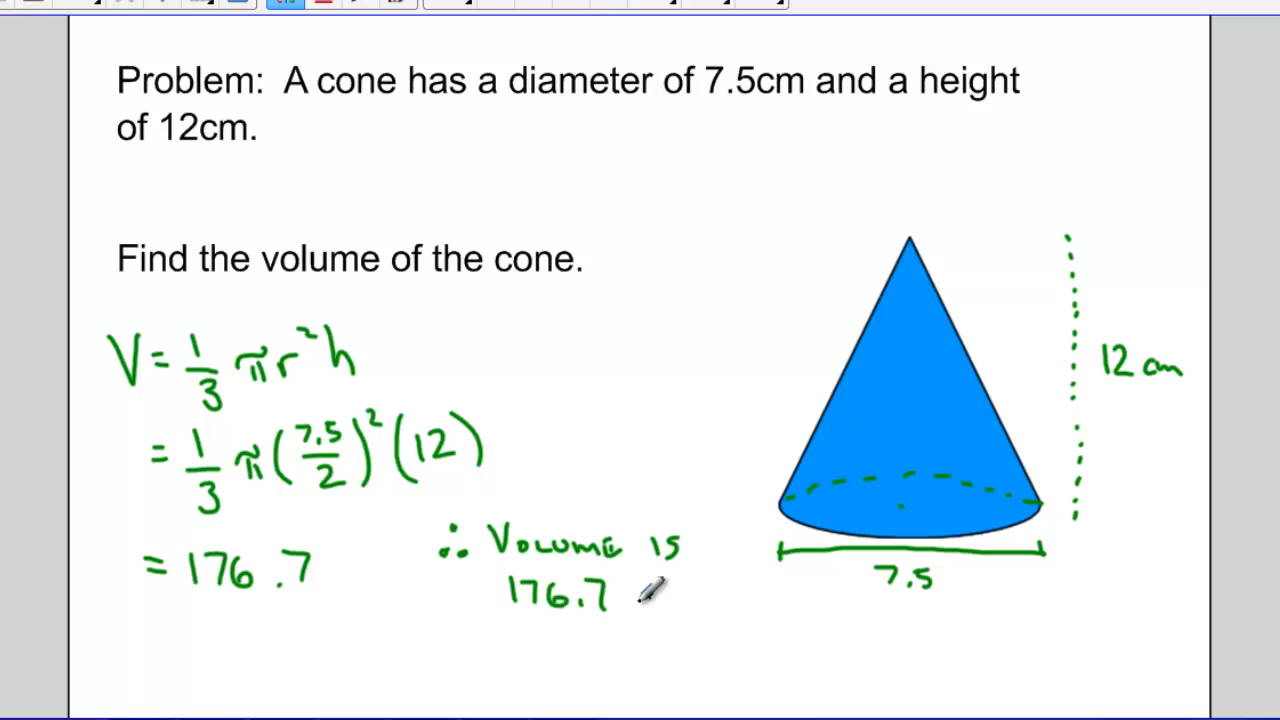 Problem:  A cone has a diameter of 7.5cm and a height
of 12cm.
Find the volume of the cone.
V = 1/3 πr²h
= 1/3 π(7.5/2)²(12)
= 176.7
∴ VOLUME IS
176.7
12 cm
7.5